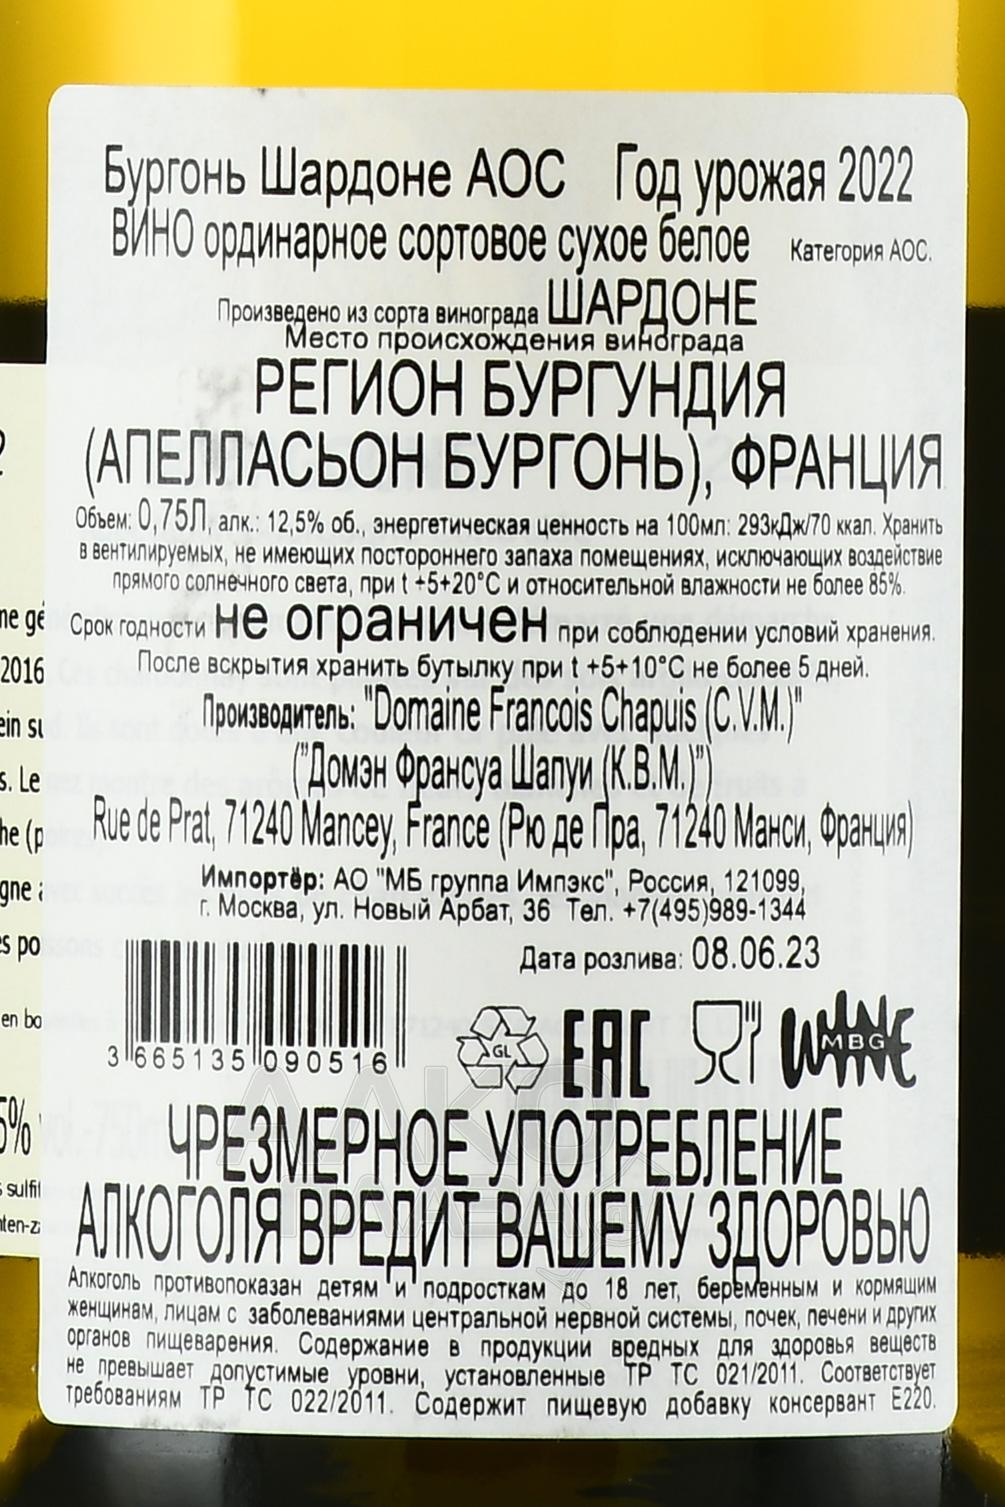 Бургонь Шардоне АОС Год урожая 2022
ВИНО ординарное сортовое сухое белое Категория АОС.
Произведено из сорта винограда ШАРДОНЕ
Место происхождения винограда
РЕГИОН БУРГУНДИЯ
(АПЕЛЛАСЬОН БУРГОНЬ), ФРАНЦИЯ
Объем: 0,75Л, алк.: 12,5% об., энергетическая ценность на 100мл: 293кДж/70 ккал. Хранить
в вентилируемых, не имеющих постороннего запаха помещениях, исключающих воздействие
прямого солнечного света, при t +5+20°C и относительной влажности не более 85%.
Срок годности не ограничен при соблюдении условий хранения.
После вскрытия хранить бутылку при t +5+10°C не более 5 дней.
Производитель: "Domaine Francois Chapuis (C.V.M.)"
("Домэн Франсуа Шапуи (К.В.М.)")
Rue de Prat, 71240 Mancey, France (Рю де Пра, 71240 Манси, Франция)
Импортёр: АО "МБ группа Импэкс", Россия, 121099,
г. Москва, ул. Новый Арбат, 36 Тел. +7(495)989-1344
Дата розлива: 08.06.23
3 665135 090516
GL EAC WINE MBG
ЧРЕЗМЕРНОЕ УПОТРЕБЛЕНИЕ
АЛКОГОЛЯ ВРЕДИТ ВАШЕМУ ЗДОРОВЬЮ
Алкоголь противопоказан детям и подросткам до 18 лет, беременным и кормящим
женщинам, лицам с заболеваниями центральной нервной системы, почек, печени и других
органов пищеварения. Содержание в продукции вредных для здоровья веществ
не превышает допустимые уровни, установленные ТР ТС 021/2011. Соответствует
требованиям ТР ТС 022/2011. Содержит пищевую добавку консервант Е220.